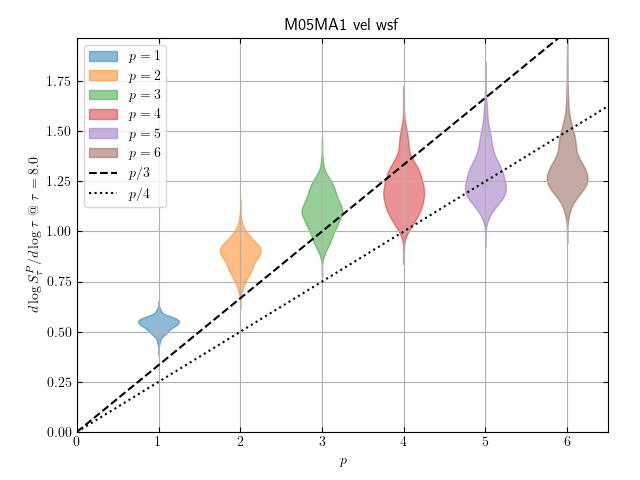 M05MA1 vel wsf
p = 1
p = 2
p = 3
p = 4
p = 5
p = 6
p/3
p/4
d log S_τ^P / d log τ @ τ = 8.0
1.75
1.50
1.25
1.00
0.75
0.50
0.25
0.00
0 1 2 3 4 5 6
p